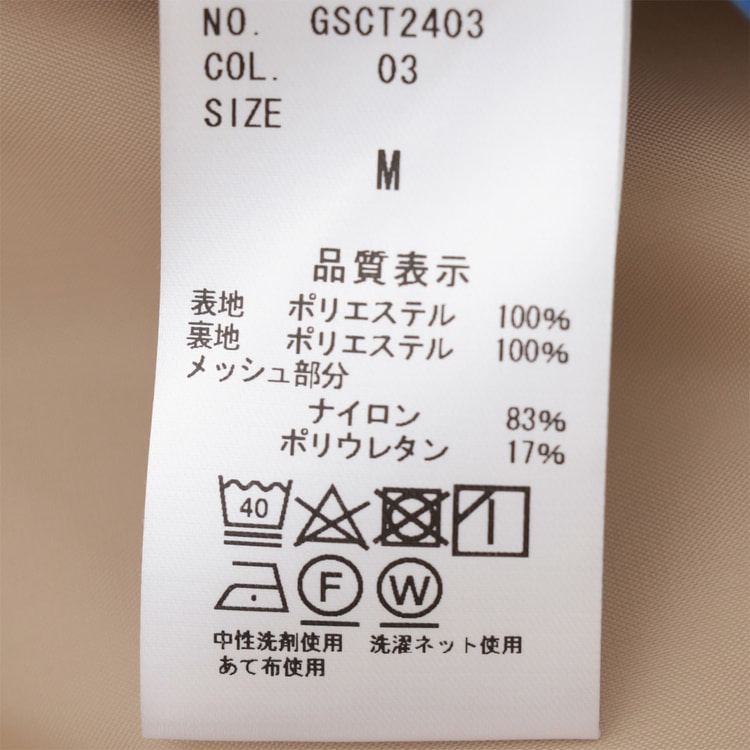 NO. GSCT2403
COL. 03
SIZE
M
品質表示
表地 ポリエステル 100%
裏地 ポリエステル 100%
メッシュ部分
ナイロン 83%
ポリウレタン 17%
40
F W
中性洗剤使用 洗濯ネット使用
あて布使用